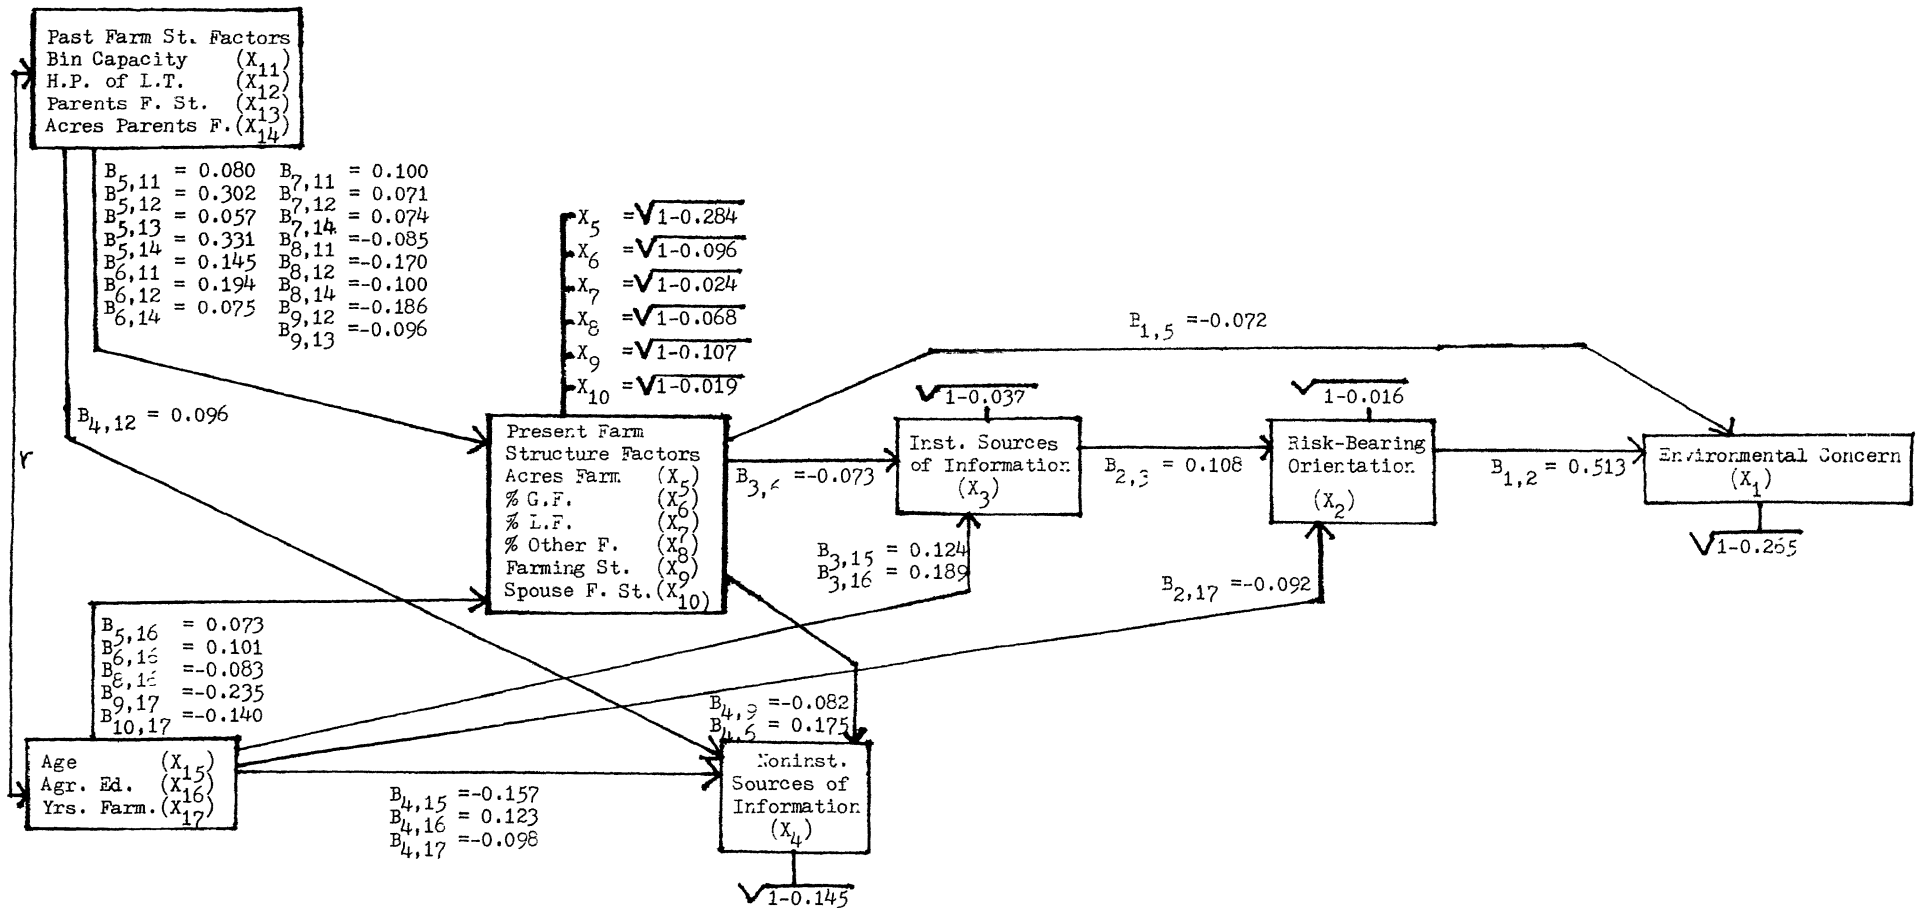 Past Farm St. Factors
Bin Capacity (X11)
H.P. of L.T. (X12)
Parents F. St. (X13)
Acres Parents F.(X14)
B5,11 = 0.080 B7,11 = 0.100
B5,12 = 0.302 B7,12 = 0.071
B5,13 = 0.057 B7,14 = 0.074
B5,14 = 0.331 B8,11 =-0.085
B6,11 = 0.145 B8,12 =-0.170
B6,12 = 0.194 B8,14 =-0.100
B6,14 = 0.075 B9,12 =-0.186
B9,13 =-0.096
X5 =√1-0.284
X6 =√1-0.096
X7 =√1-0.024
X8 =√1-0.068
X9 =√1-0.107
X10 =√1-0.019
B1,5 =-0.072
√1-0.037
√1-0.016
B4,12 = 0.096
r
Present Farm
Structure Factors
Acres Farm (X5)
% G.F. (X6)
% L.F. (X7)
% Other F. (X8)
Farming St. (X9)
Spouse F. St.(X10)
B3,6 =-0.073
Inst. Sources
of Information
(X3)
B2,3 = 0.108
Risk-Bearing
Orientation
(X2)
B1,2 = 0.513
Environmental Concern
(X1)
√1-0.265
B3,15 = 0.124
B3,16 = 0.189
B2,17 =-0.092
B5,16 = 0.073
B6,16 = 0.101
B8,16 =-0.083
B9,17 =-0.235
B10,17 =-0.140
B4,9 =-0.082
= 0.175
Age (X15)
Agr. Ed. (X16)
Yrs. Farm.(X17)
B4,15 =-0.157
B4,16 = 0.123
B4,17 =-0.098
Noninst.
Sources of
Information
(X4)
√1-0.145